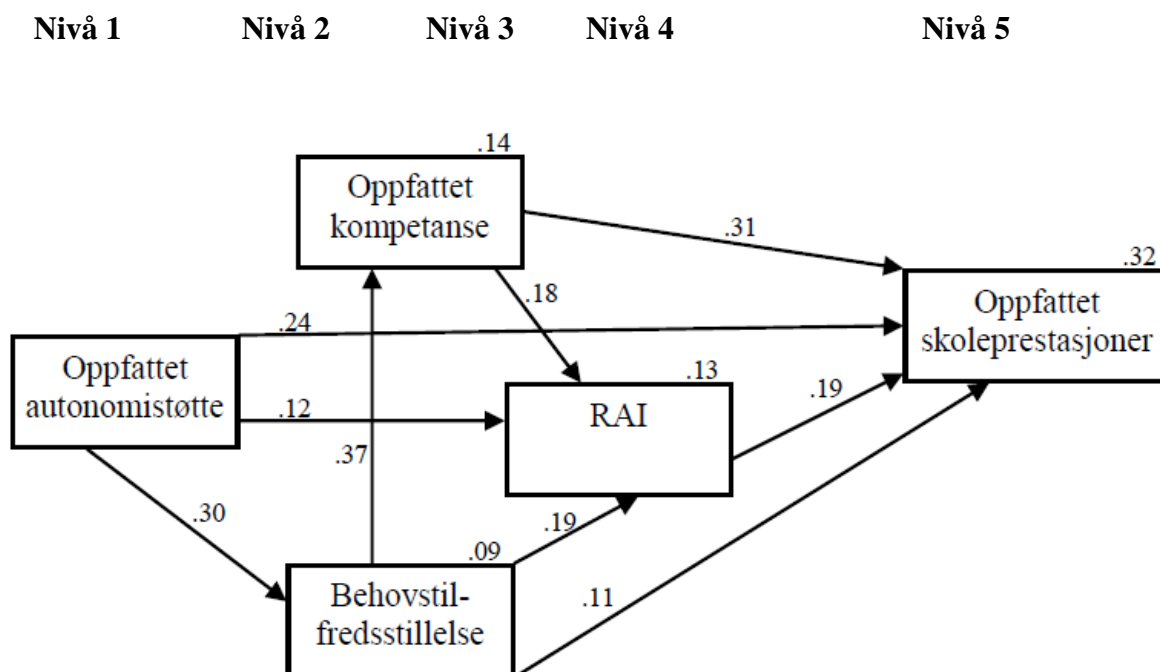 Nivå 1 Nivå 2 Nivå 3 Nivå 4 Nivå 5
.14
Oppfattet
kompetanse
.31
.32
Oppfattet
skoleprestasjoner
.18
.24
Oppfattet
autonomistøtte
.13
RAI
.19
.12
.37
.30
.19
.09
Behovstil-
fredsstillelse
.11